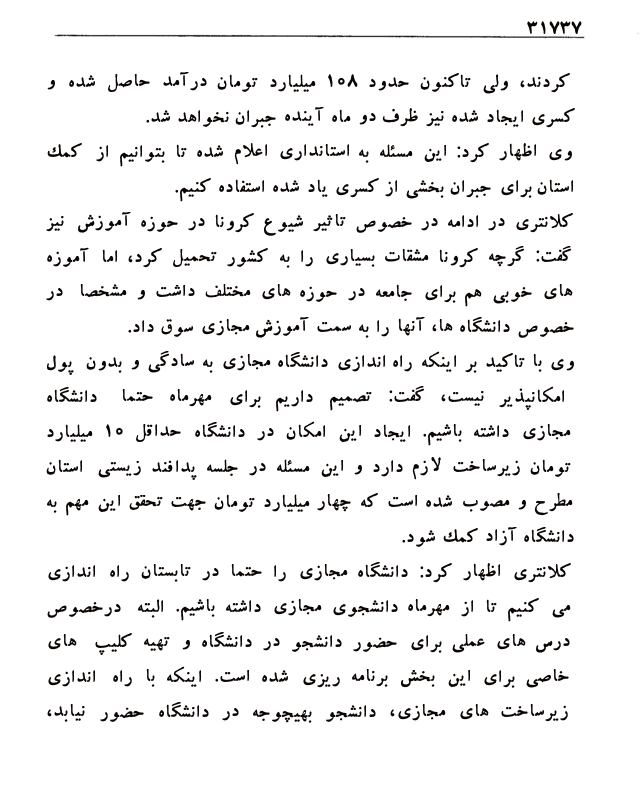 ۳۱۷۳۷
کردند، ولی تاکنون حدود ۱۰۸ میلیارد تومان درآمد حاصل شده و
کسری ایجاد شده نیز ظرف دو ماه آینده جبران نخواهد شد.
وی اظهار کرد: این مسئله به استانداری اعلام شده تا بتوانیم از کمک
استان برای جبران بخشی از کسری یاد شده استفاده کنیم.
کلانتری در ادامه در خصوص تاثیر شیوع کرونا در حوزه آموزش نیز
گفت: گرچه کرونا مشقات بسیاری را به کشور تحمیل کرد، اما آموزه
های خوبی هم برای جامعه در حوزه های مختلف داشت و مشخصا در
خصوص دانشگاه ها، آنها را به سمت آموزش مجازی سوق داد.
وی با تاکید بر اینکه راه اندازی دانشگاه مجازی به سادگی و بدون پول
امکانپذیر نیست، گفت: تصمیم داریم برای مهرماه حتما دانشگاه
مجازی داشته باشیم. ایجاد این امکان در دانشگاه حداقل ۱۰ میلیارد
تومان زیرساخت لازم دارد و این مسئله در جلسه پدافند زیستی استان
مطرح و مصوب شده است که چهار میلیارد تومان جهت تحقق این مهم به
دانشگاه آزاد کمک شود.
کلانتری اظهار کرد: دانشگاه مجازی را حتما در تابستان راه اندازی
می کنیم تا از مهرماه دانشجوی مجازی داشته باشیم. البته درخصوص
درس های عملی برای حضور دانشجو در دانشگاه و تهیه کلیپ های
خاصی برای این بخش برنامه ریزی شده است. اینکه با راه اندازی
زیرساخت های مجازی، دانشجو بهیچوجه در دانشگاه حضور نیابد،